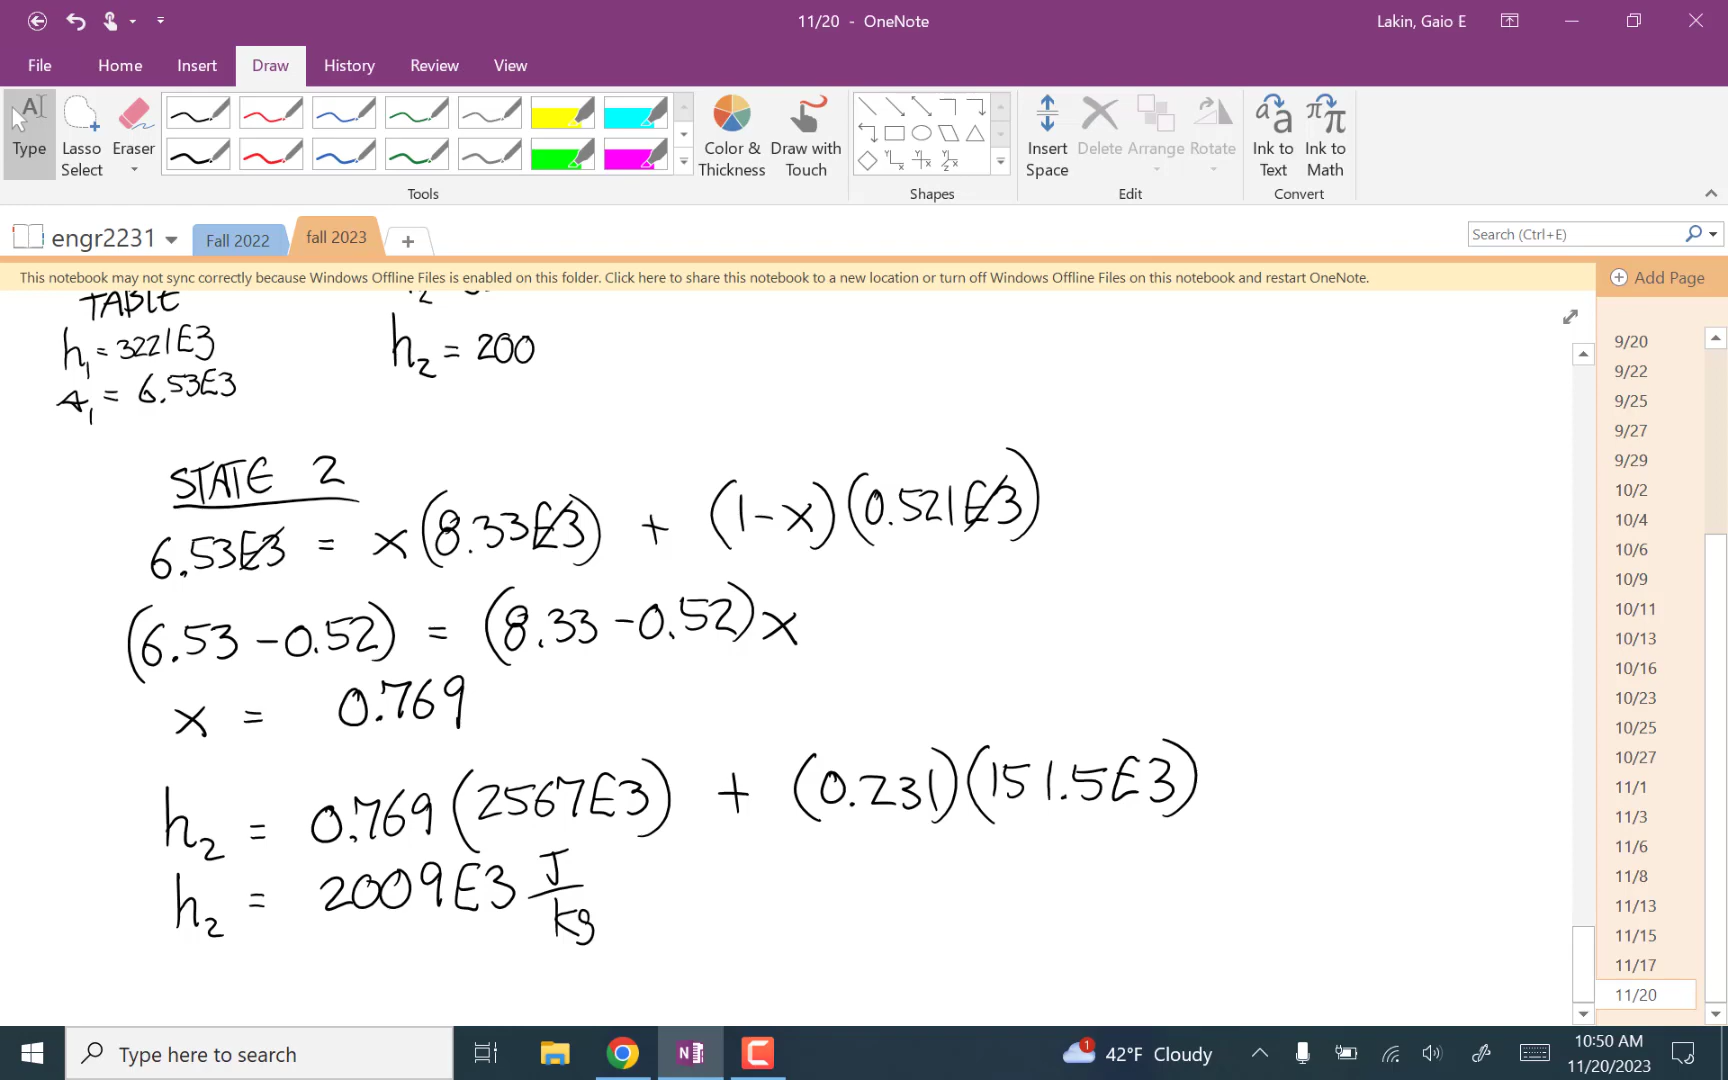 11/20 - OneNote
Lakin, Gaio E
File Home Insert Draw History Review View
Type
Lasso Select
Eraser
Color & Thickness
Draw with Touch
Insert Space
Delete
Arrange
Rotate
Ink to Text
Ink to Math
Tools Shapes Edit Convert
engr2231
Fall 2022
fall 2023
Search (Ctrl+E)
This notebook may not sync correctly because Windows Offline Files is enabled on this folder. Click here to share this notebook to a new location or turn off Windows Offline Files on this notebook and restart OneNote.
Add Page
TABLE
h₁ = 3221E3
s₁ = 6.53E3
h₂ = 200
STATE 2
6.53E3 = x(8.33E3) + (1-x)(0.521E3)
(6.53 - 0.52) = (8.33 - 0.52)x
x = 0.769
h₂ = 0.769(2567E3) + (0.231)(151.5E3)
h₂ = 2009E3 J/kg
9/20
9/22
9/25
9/27
9/29
10/2
10/4
10/6
10/9
10/11
10/13
10/16
10/23
10/25
10/27
11/1
11/3
11/6
11/8
11/13
11/15
11/17
11/20
Type here to search
1
42°F Cloudy
10:50 AM
11/20/2023